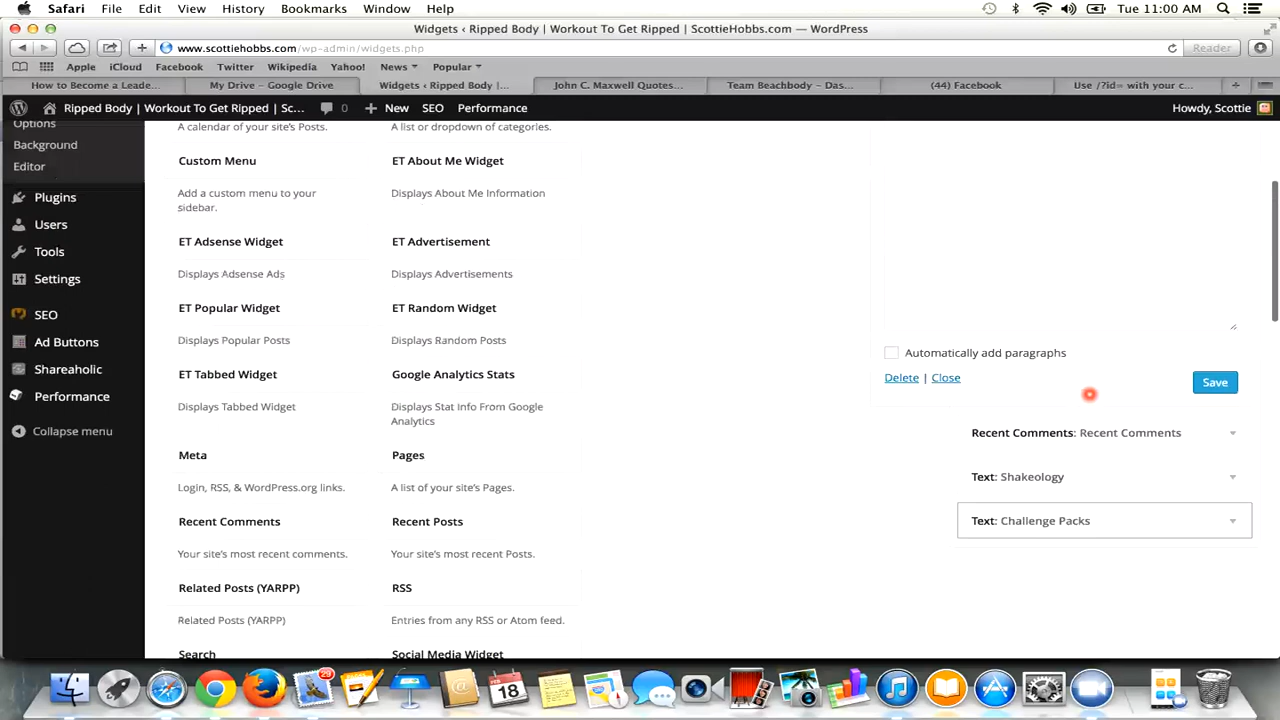 Safari File Edit View History Bookmarks Window Help Tue 11:00 AM
Widgets ‹ Ripped Body | Workout To Get Ripped | ScottieHobbs.com — WordPress
www.scottiehobbs.com/wp-admin/widgets.php Reader
Apple iCloud Facebook Twitter Wikipedia Yahoo! News Popular
How to Become a Leade... My Drive – Google Drive Widgets ‹ Ripped Body |... John C. Maxwell Quotes... Team Beachbody – Das... (44) Facebook Use /?id= with your c...
Ripped Body | Workout To Get Ripped | Sc... 0 New SEO Performance Howdy, Scottie
Options
Background
Editor
Plugins
Users
Tools
Settings
SEO
Ad Buttons
Shareaholic
Performance
Collapse menu
A calendar of your site's Posts. A list or dropdown of categories.
Custom Menu ET About Me Widget
Add a custom menu to your Displays About Me Information
sidebar.
ET Adsense Widget ET Advertisement
Displays Adsense Ads Displays Advertisements
ET Popular Widget ET Random Widget
Displays Popular Posts Displays Random Posts
ET Tabbed Widget Google Analytics Stats
Displays Tabbed Widget Displays Stat Info From Google
Analytics
Meta Pages
Login, RSS, & WordPress.org links. A list of your site's Pages.
Recent Comments Recent Posts
Your site's most recent comments. Your site's most recent Posts.
Related Posts (YARPP) RSS
Related Posts (YARPP) Entries from any RSS or Atom feed.
Search Social Media Widget
Automatically add paragraphs
Delete | Close Save
Recent Comments: Recent Comments
Text: Shakeology
Text: Challenge Packs
29
FEB
18